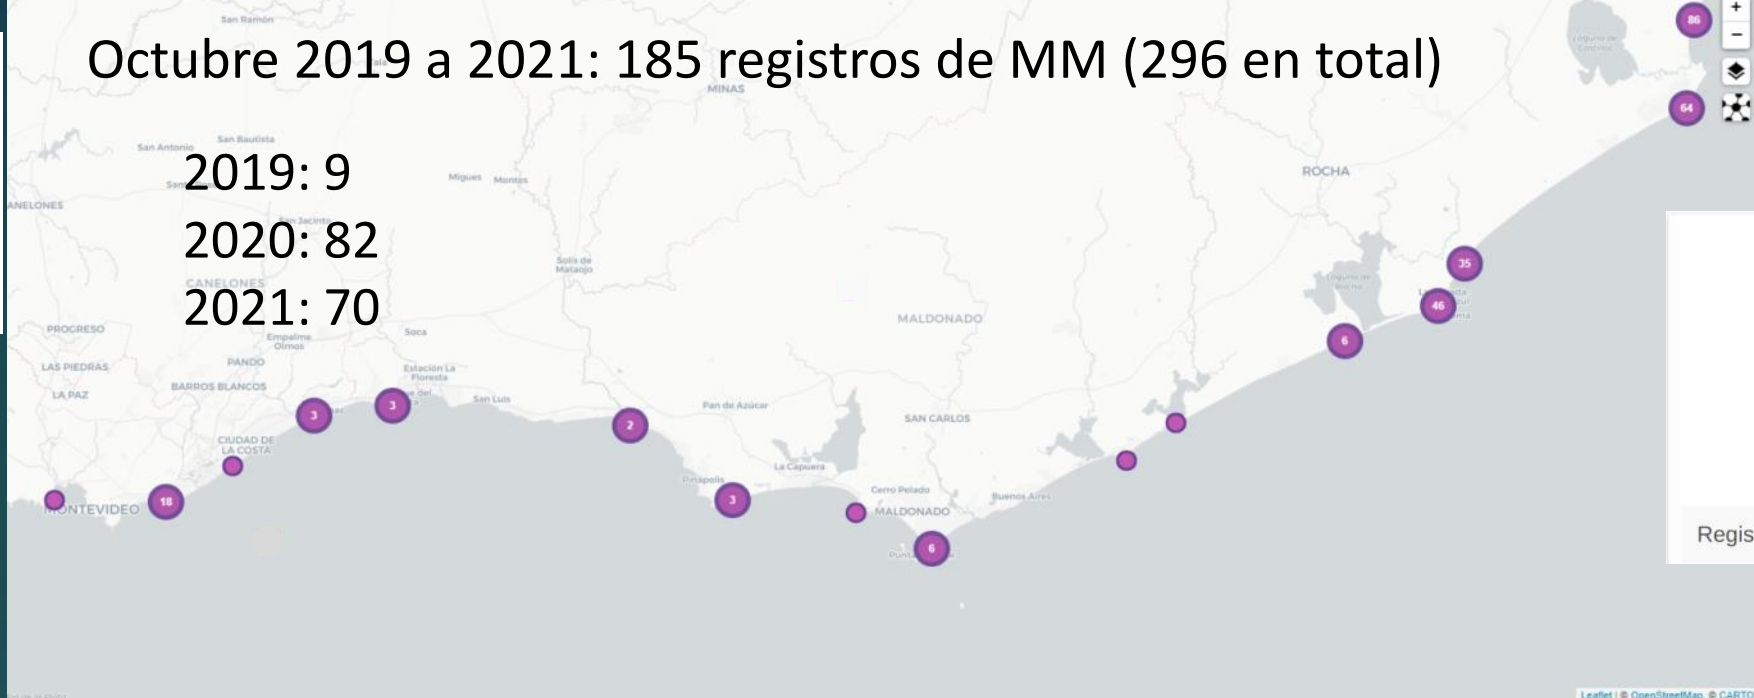 San Ramón
86
+
Octubre 2019 a 2021: 185 registros de MM (296 en total)
−
MINAS
64
San Bautista
San Antonio
2019: 9
ROCHA
Migues
Montes
ANELONES
San Jacinto
2020: 82
Solís de
Mataojo
35
CANELONES
2021: 70
46
MALDONADO
PROGRESO
Soca
Empalme
Olmos
6
PANDO
LAS PIEDRAS
Estación La
Floresta
BARROS BLANCOS
LA PAZ
San Luis
3
3
Pan de Azúcar
SAN CARLOS
2
CIUDAD DE
LA COSTA
La Capuera
Piriápolis
Cerro Pelado
Buenos Aires
18
3
MONTEVIDEO
MALDONADO
Regis
6
Leaflet | © OpenStreetMap, © CARTO